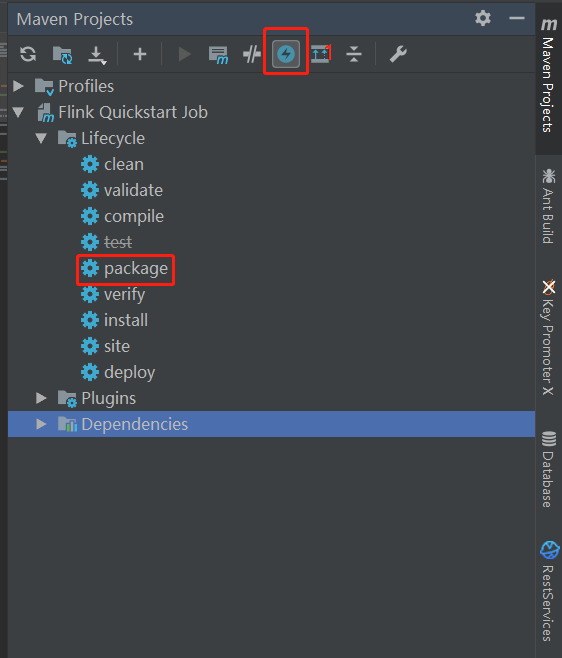 Maven Projects
Profiles
Flink Quickstart Job
Lifecycle
clean
validate
compile
test
package
verify
install
site
deploy
Plugins
Dependencies
m
Maven Projects
Ant Build
Key Promoter X
Database
RestServices